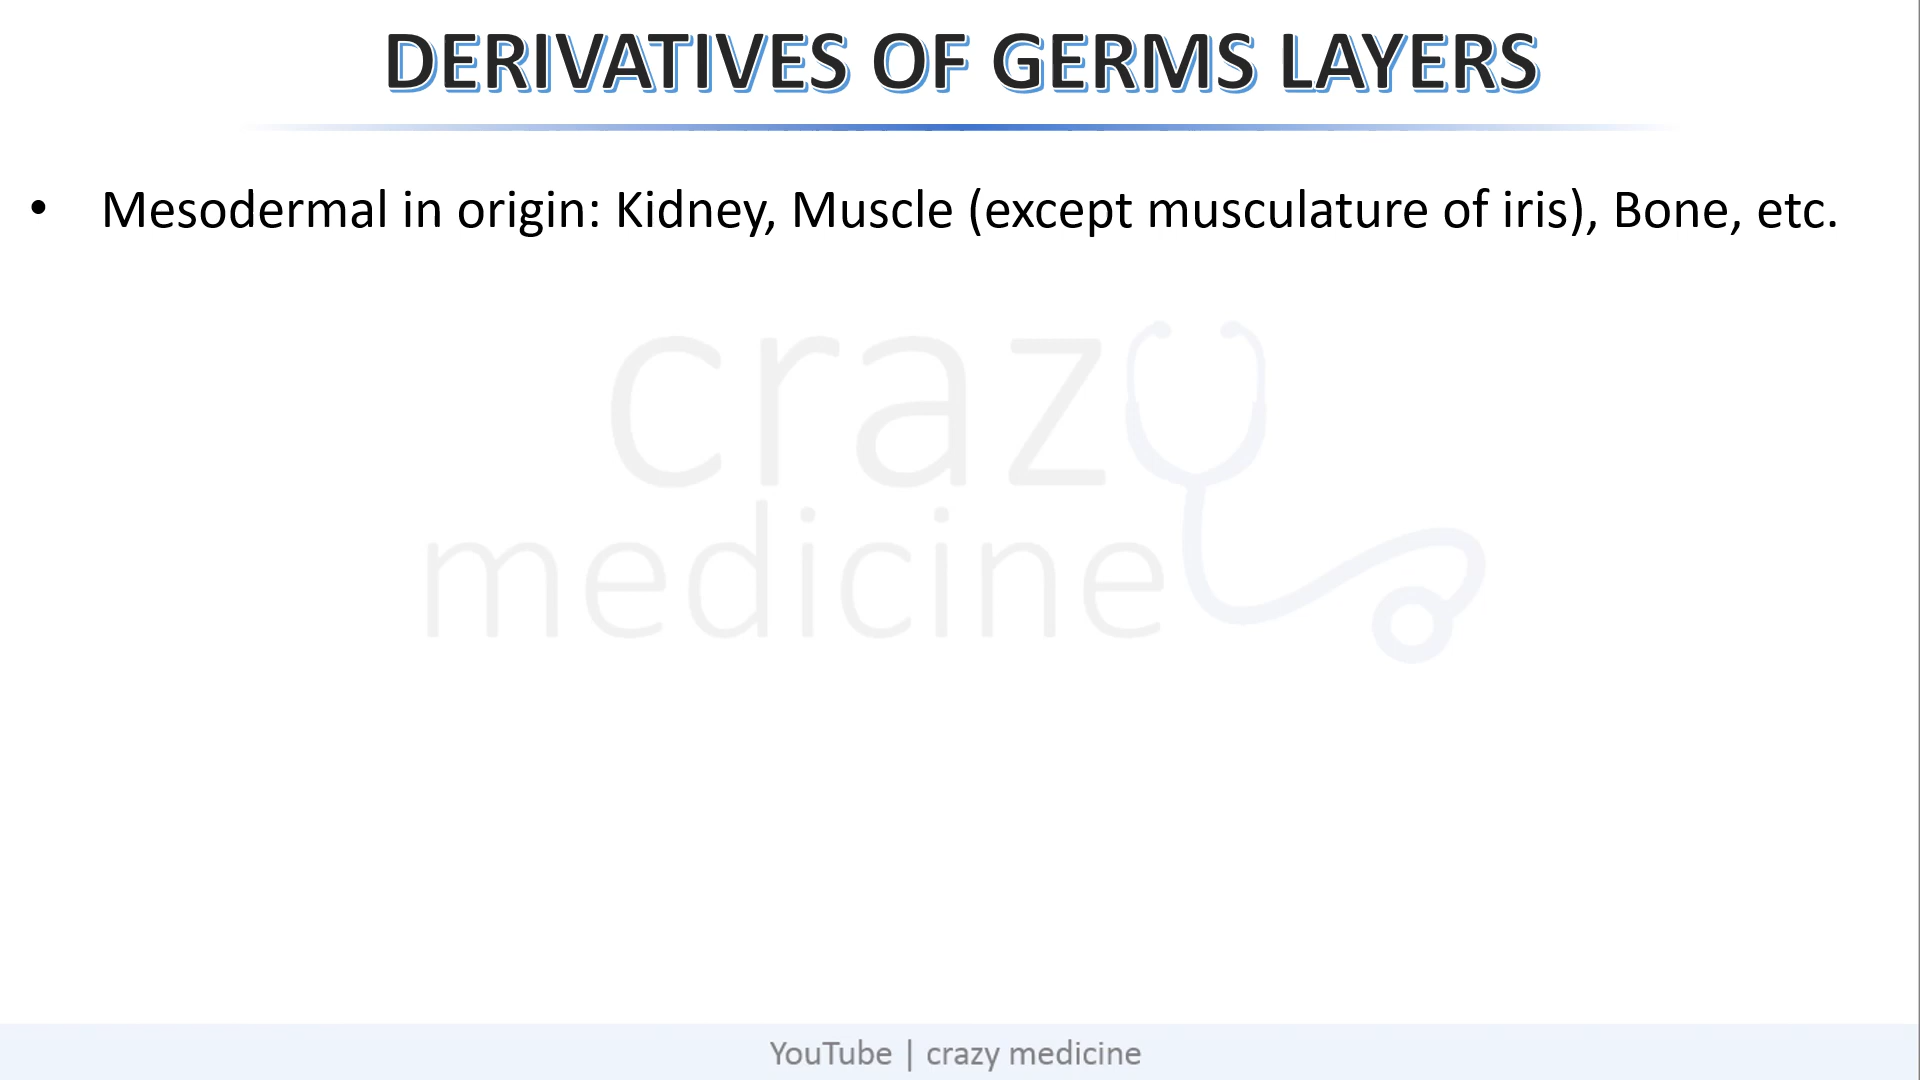 DERIVATIVES OF GERMS LAYERS
• Mesodermal in origin: Kidney, Muscle (except musculature of iris), Bone, etc.
crazy
medicine
YouTube | crazy medicine